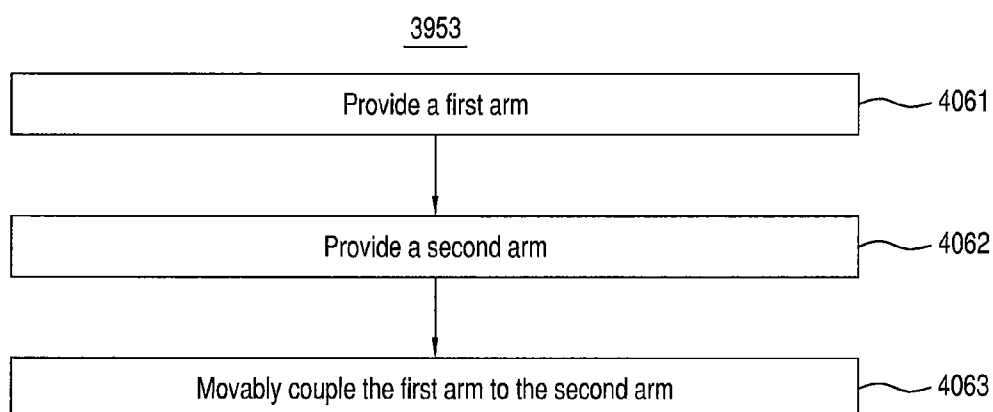 3953
Provide a first arm
4061
Provide a second arm
4062
Movably couple the first arm to the second arm
4063